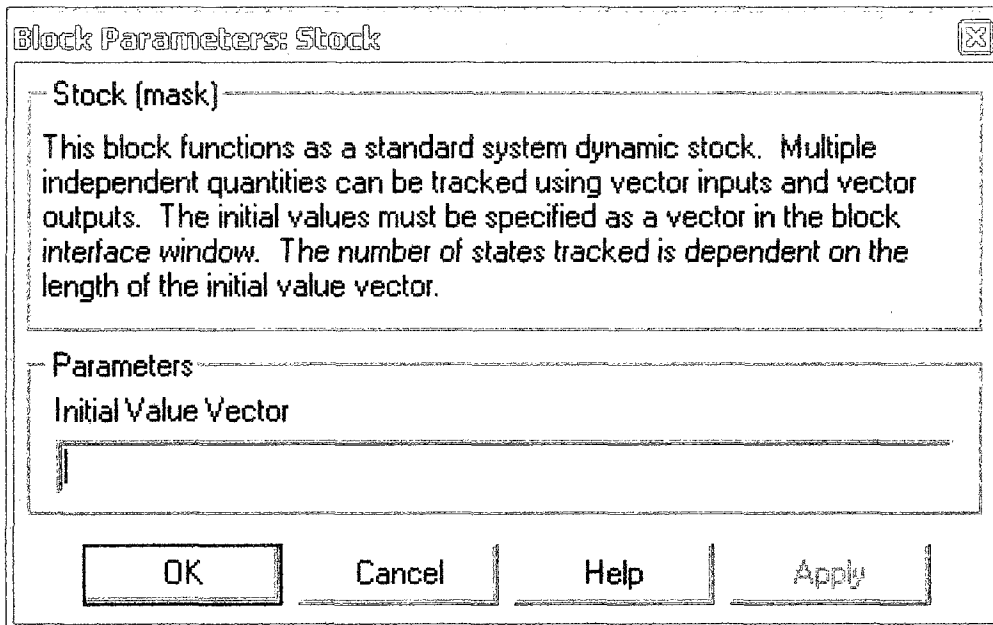 Block Parameters: Stock
Stock (mask)
This block functions as a standard system dynamic stock. Multiple
independent quantities can be tracked using vector inputs and vector
outputs. The initial values must be specified as a vector in the block
interface window. The number of states tracked is dependent on the
length of the initial value vector.
Parameters
Initial Value Vector
OK Cancel Help Apply